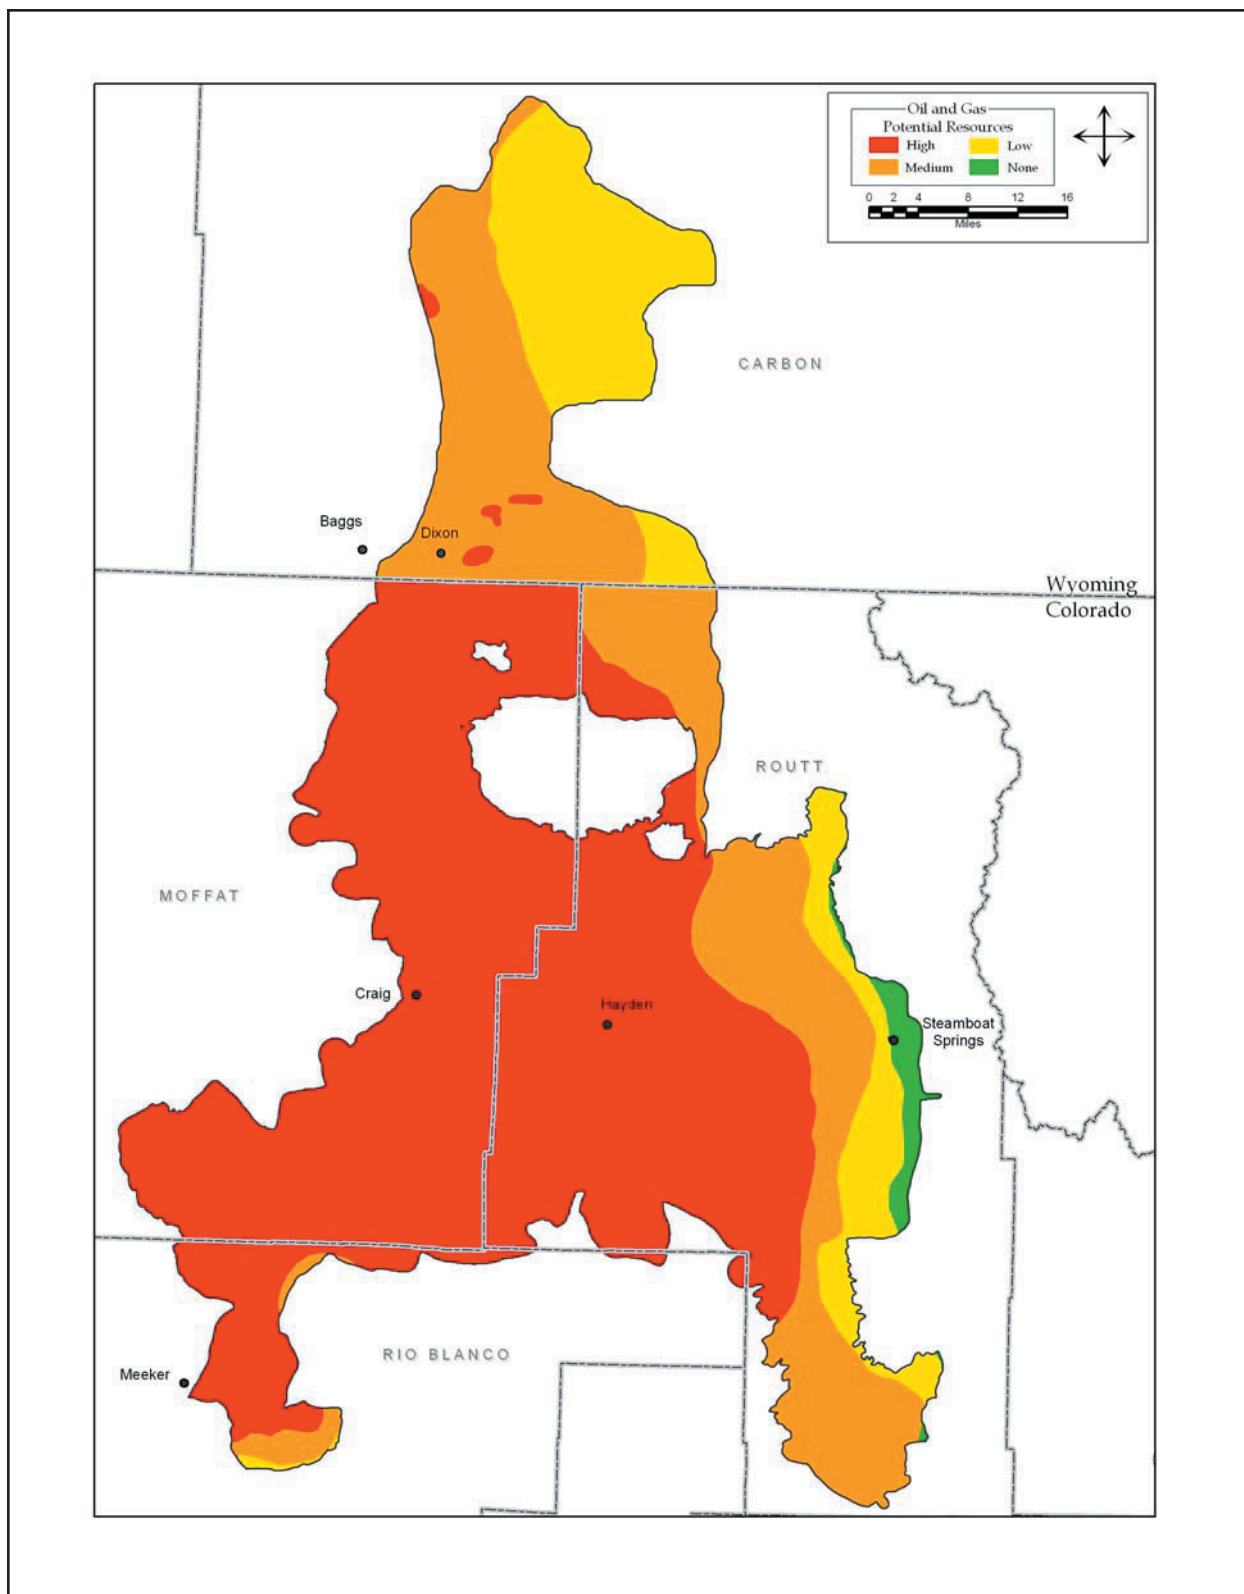 Oil and Gas
Potential Resources
High
Low
Medium
None
0 2 4 8 12 16
Miles
CARBON
Baggs
Dixon
Wyoming
Colorado
ROUTT
MOFFAT
Craig
Hayden
Steamboat
Springs
RIO BLANCO
Meeker